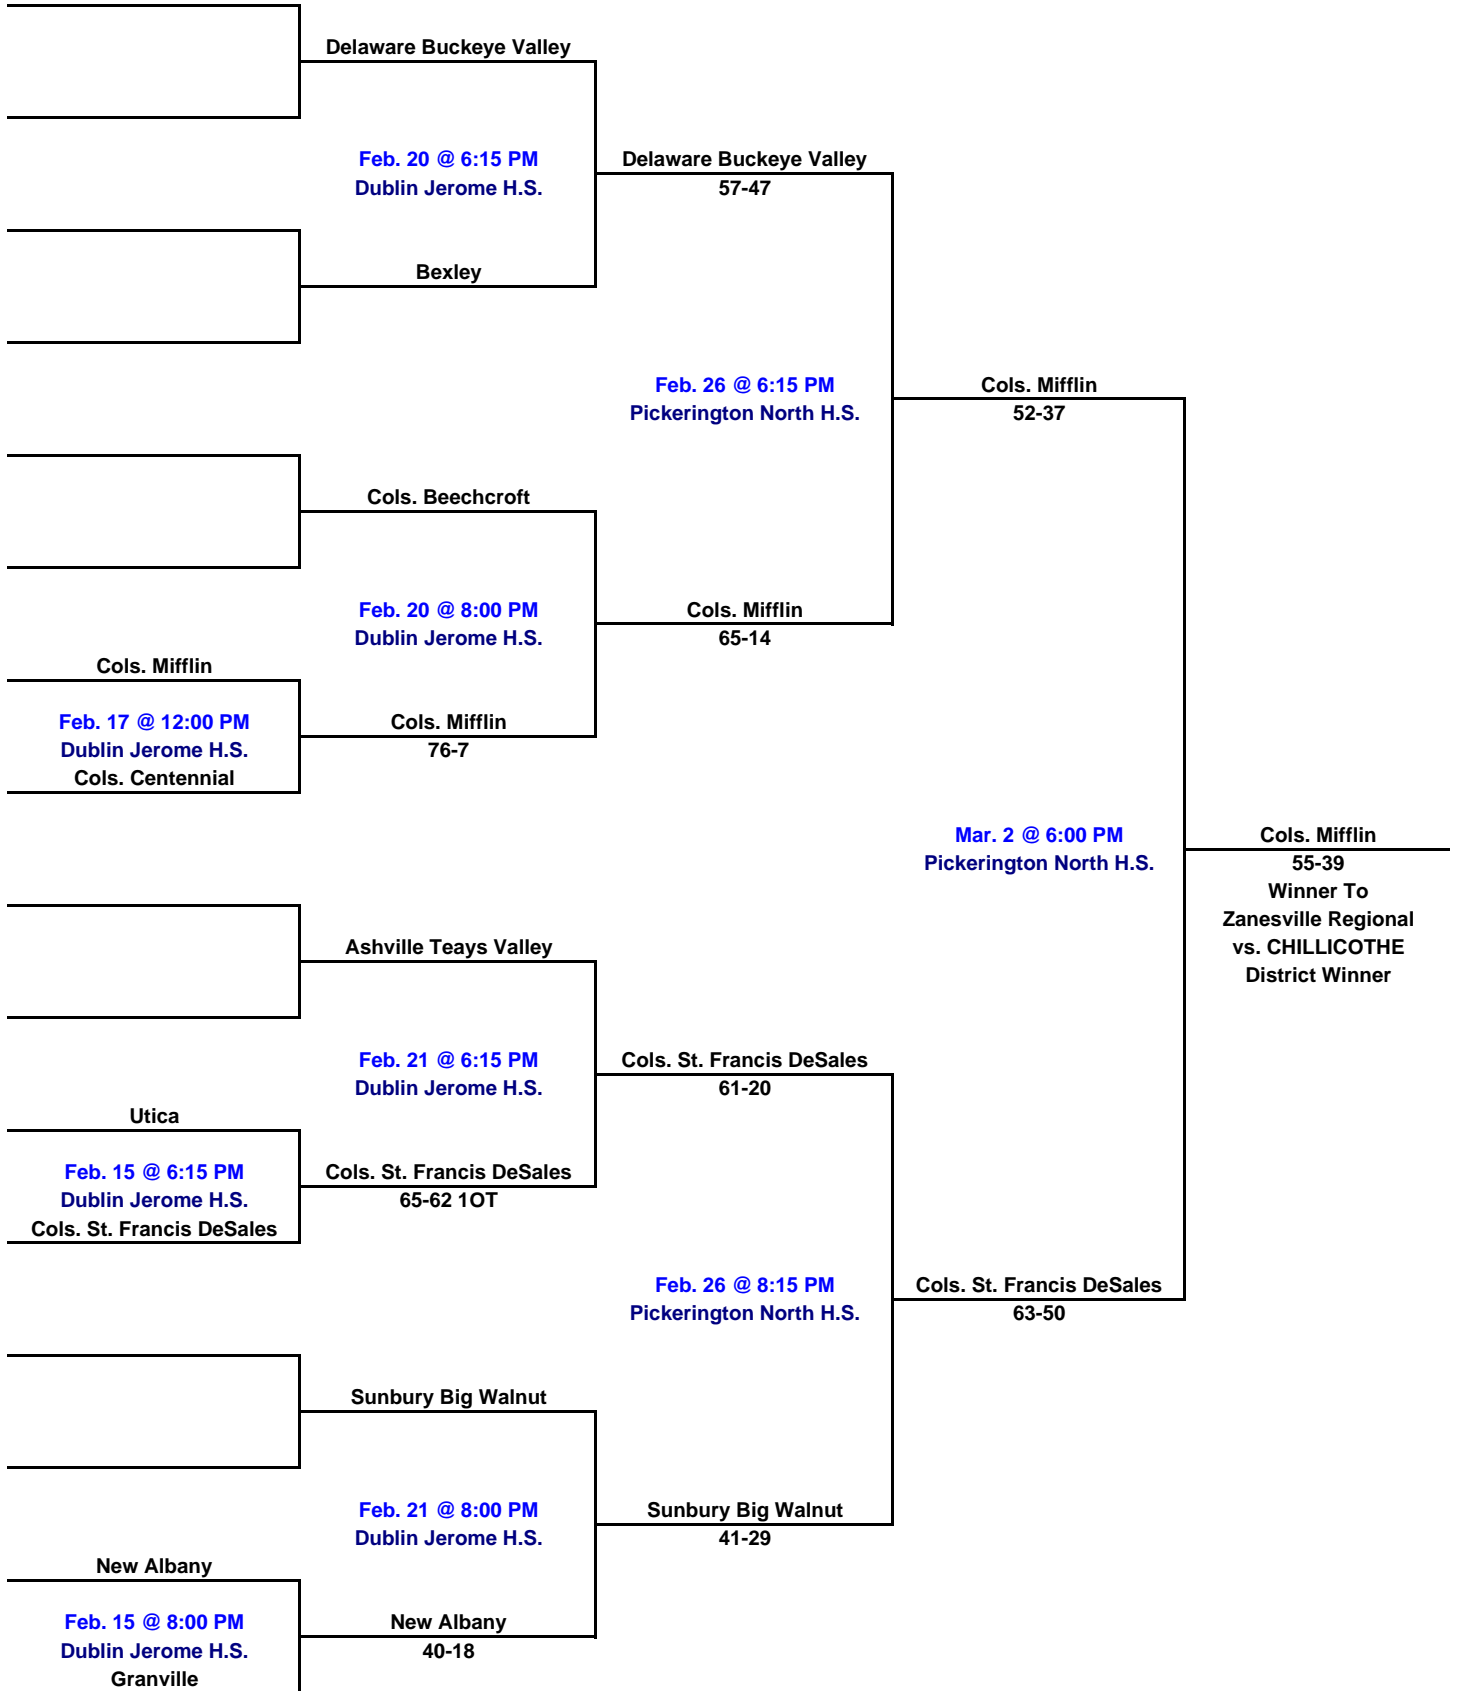 Delaware Buckeye Valley
Feb. 20 @ 6:15 PM
Dublin Jerome H.S.
Delaware Buckeye Valley
57-47
Bexley
Feb. 26 @ 6:15 PM
Pickerington North H.S.
Cols. Mifflin
52-37
Cols. Beechcroft
Feb. 20 @ 8:00 PM
Dublin Jerome H.S.
Cols. Mifflin
65-14
Cols. Mifflin
Feb. 17 @ 12:00 PM
Dublin Jerome H.S.
Cols. Centennial
Cols. Mifflin
76-7
Mar. 2 @ 6:00 PM
Pickerington North H.S.
Cols. Mifflin
55-39
Winner To
Zanesville Regional
vs. CHILLICOTHE
District Winner
Ashville Teays Valley
Feb. 21 @ 6:15 PM
Dublin Jerome H.S.
Cols. St. Francis DeSales
61-20
Utica
Feb. 15 @ 6:15 PM
Dublin Jerome H.S.
Cols. St. Francis DeSales
Cols. St. Francis DeSales
65-62 1OT
Feb. 26 @ 8:15 PM
Pickerington North H.S.
Cols. St. Francis DeSales
63-50
Sunbury Big Walnut
Feb. 21 @ 8:00 PM
Dublin Jerome H.S.
Sunbury Big Walnut
41-29
New Albany
Feb. 15 @ 8:00 PM
Dublin Jerome H.S.
Granville
New Albany
40-18